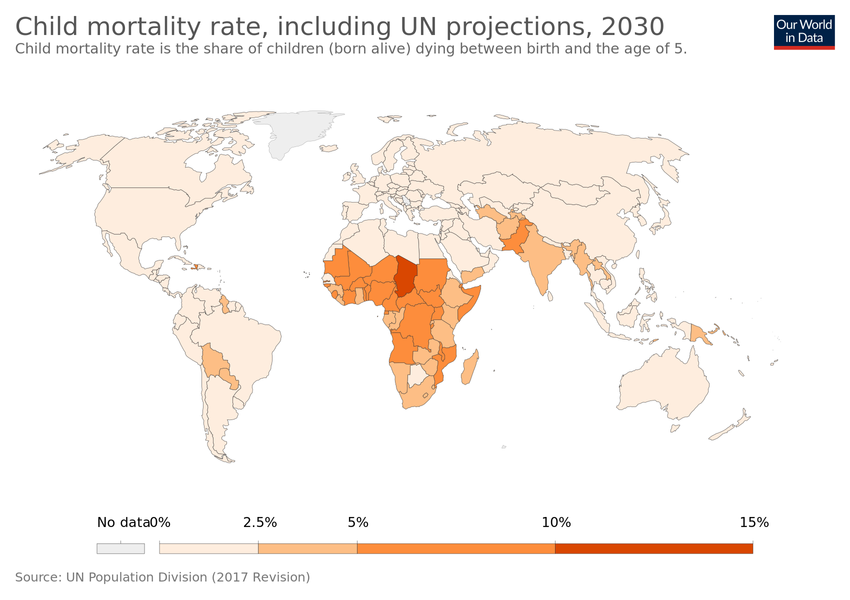 Child mortality rate, including UN projections, 2030
Child mortality rate is the share of children (born alive) dying between birth and the age of 5.
Our World
in Data
No data
0%
2.5%
5%
10%
15%
Source: UN Population Division (2017 Revision)